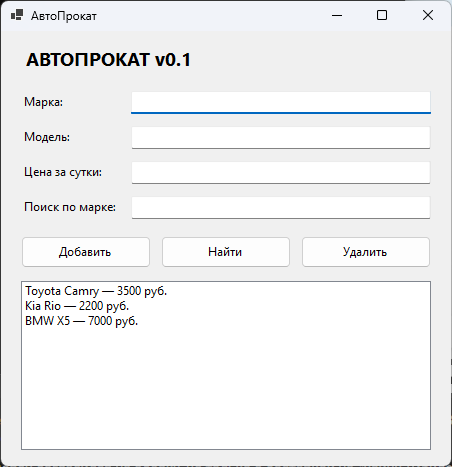 АвтоПрокат
АВТОПРОКАТ v0.1
Марка:
Модель:
Цена за сутки:
Поиск по марке:
Добавить
Найти
Удалить
Toyota Camry — 3500 руб.
Kia Rio — 2200 руб.
BMW X5 — 7000 руб.